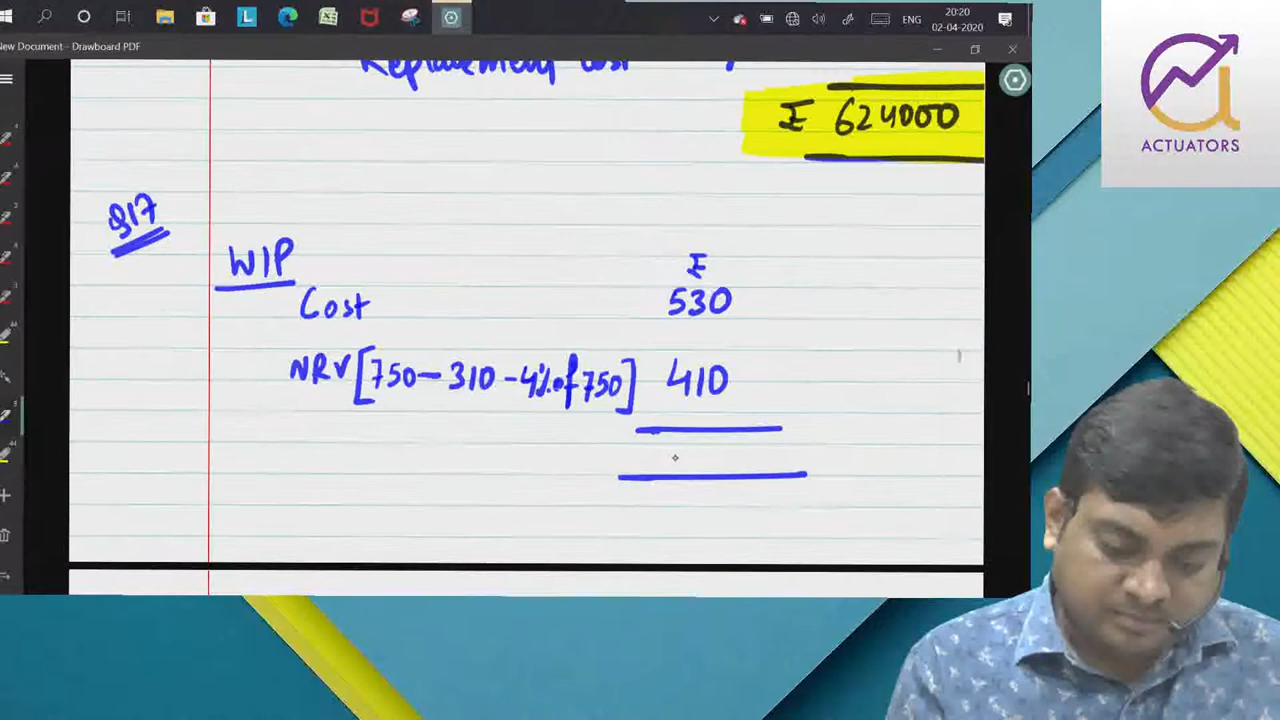 20:20
ENG
02-04-2020
New Document - Drawboard PDF
Replacement Cost
₹ 624000
ACTUATORS
Q17
WIP
₹
Cost 530
NRV [750 - 310 - 4% of 750] 410